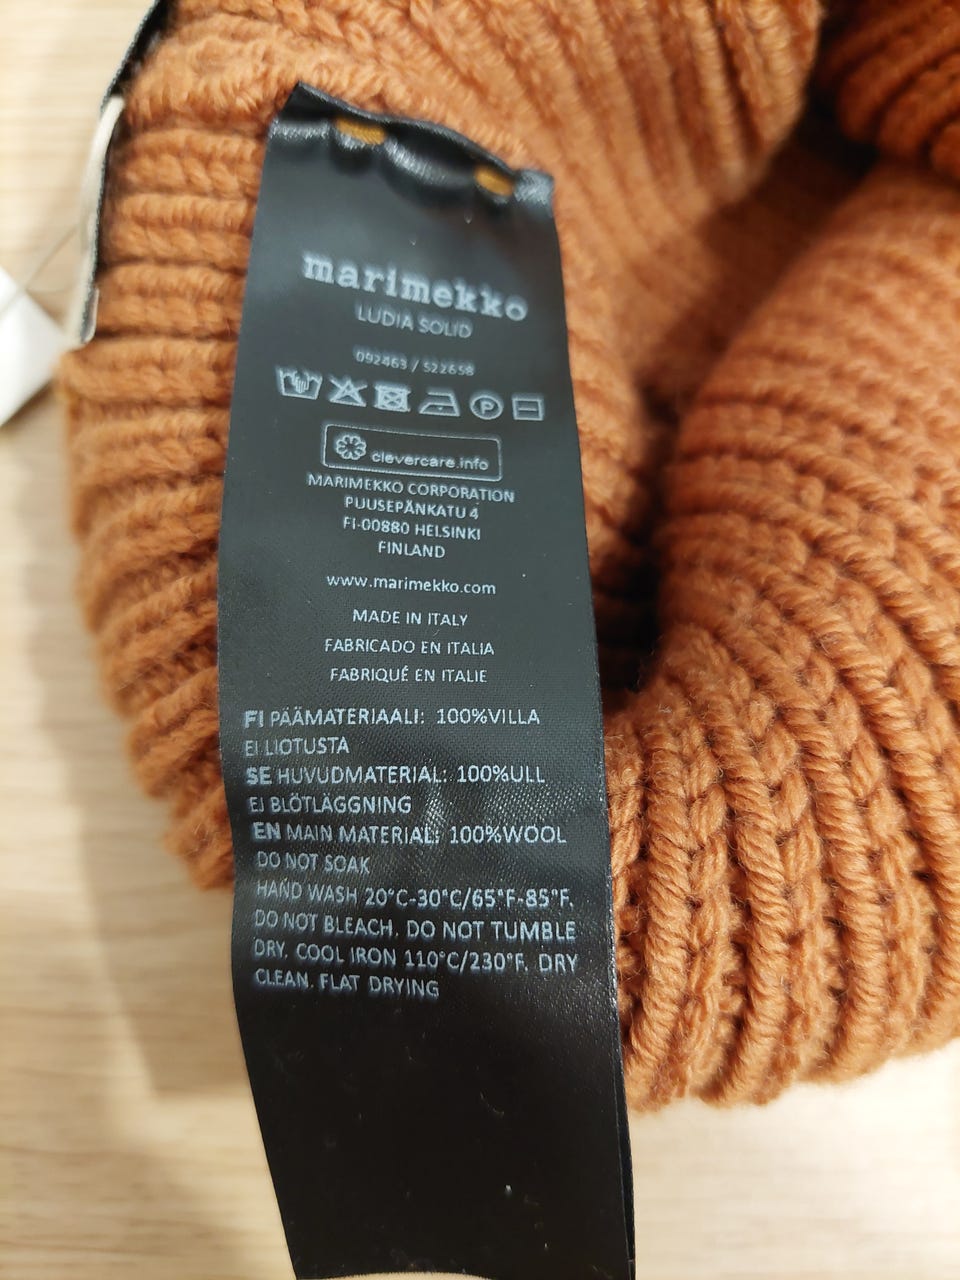 marimekko
LUDIA SOLID
092463 / 522658
P
clevercare.info
MARIMEKKO CORPORATION
PUUSEPÄNKATU 4
FI-00880 HELSINKI
FINLAND
www.marimekko.com
MADE IN ITALY
FABRICADO EN ITALIA
FABRIQUÉ EN ITALIE
FI PÄÄMATERIAALI: 100%VILLA
EI LIOTUSTA
SE HUVUDMATERIAL: 100%ULL
EJ BLÖTLÄGGNING
EN MAIN MATERIAL: 100%WOOL
DO NOT SOAK
HAND WASH 20°C-30°C/65°F-85°F.
DO NOT BLEACH. DO NOT TUMBLE
DRY. COOL IRON 110°C/230°F. DRY
CLEAN. FLAT DRYING